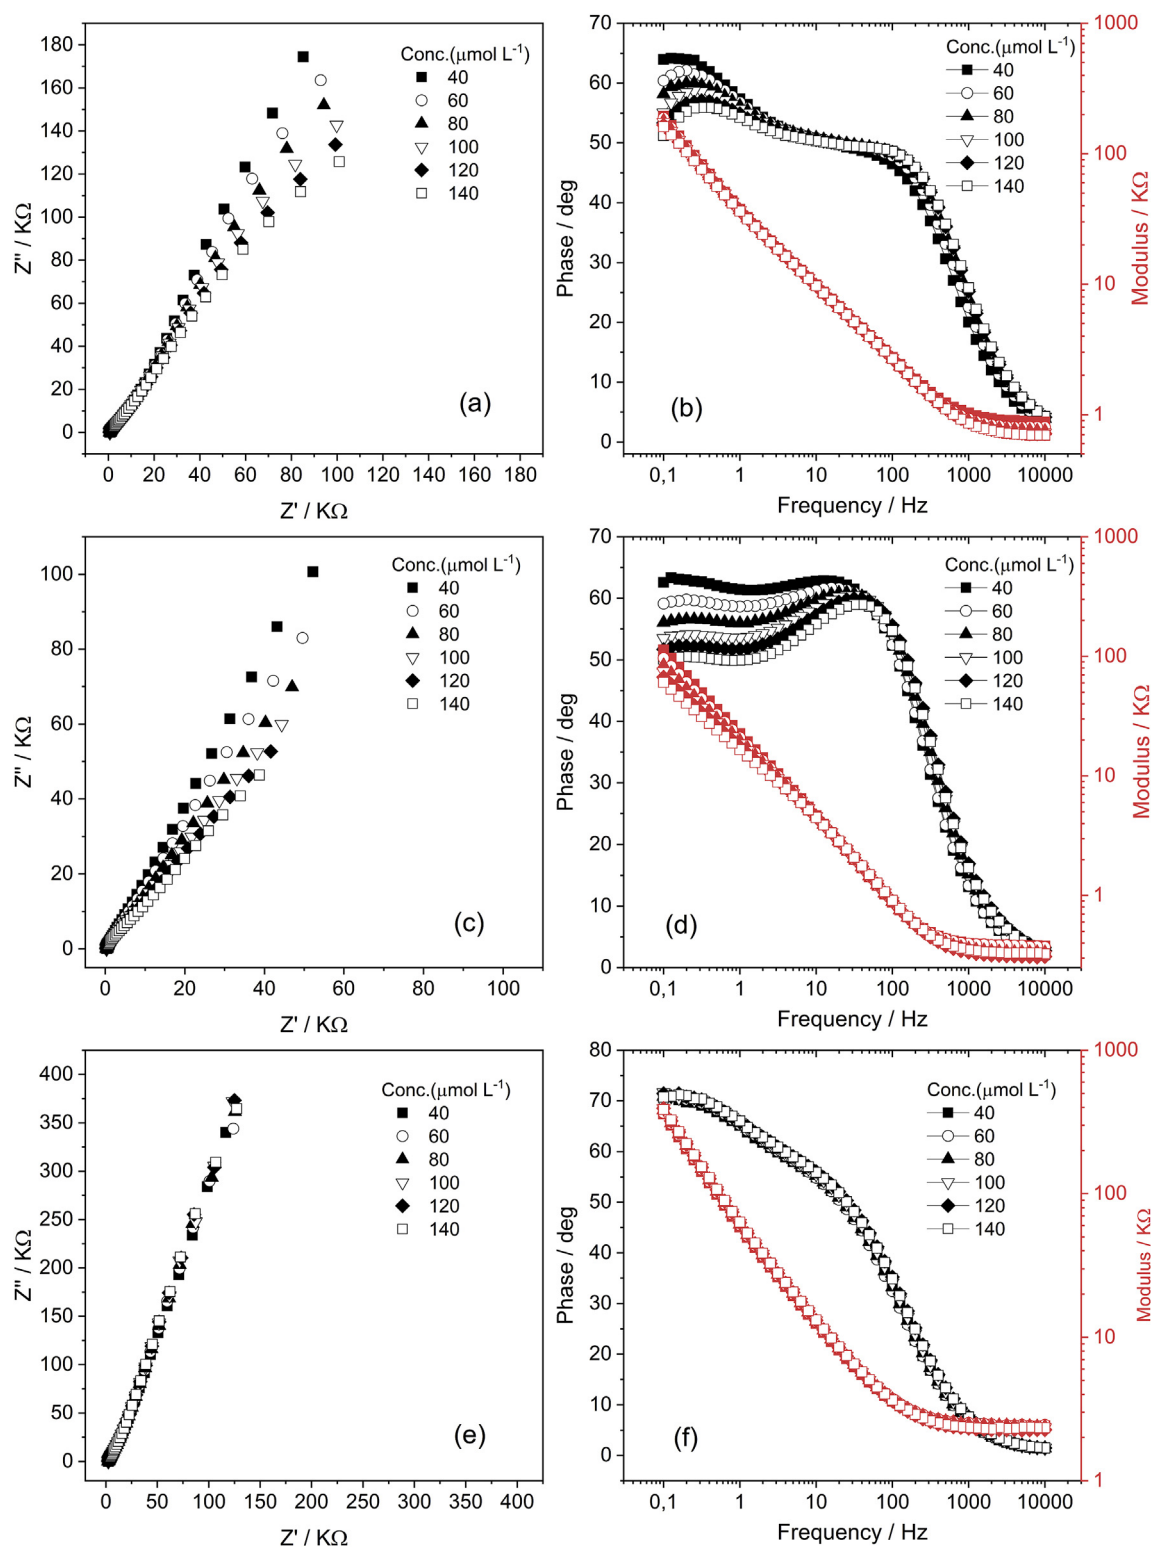 180
160
140
120
100
80
60
40
20
0
Z'' / KΩ
Conc.(μmol L⁻¹)
40
60
80
100
120
140
(a)
0 20 40 60 80 100 120 140 160 180
Z' / KΩ
70
60
50
40
30
20
10
0
Phase / deg
Conc.(μmol L⁻¹)
40
60
80
100
120
140
(b)
1000
100
10
1
Modulus / KΩ
0,1 1 10 100 1000 10000
Frequency / Hz
100
80
60
40
20
0
Z'' / KΩ
Conc.(μmol L⁻¹)
40
60
80
100
120
140
(c)
0 20 40 60 80 100
Z' / KΩ
70
60
50
40
30
20
10
0
Phase / deg
Conc.(μmol L⁻¹)
40
60
80
100
120
140
(d)
1000
100
10
1
Modulus / KΩ
0,1 1 10 100 1000 10000
Frequency / Hz
400
350
300
250
200
150
100
50
0
Z'' / KΩ
Conc.(μmol L⁻¹)
40
60
80
100
120
140
(e)
0 50 100 150 200 250 300 350 400
Z' / KΩ
80
70
60
50
40
30
20
10
0
Phase / deg
Conc.(μmol L⁻¹)
40
60
80
100
120
140
(f)
1000
100
10
1
Modulus / KΩ
0,1 1 10 100 1000 10000
Frequency / Hz